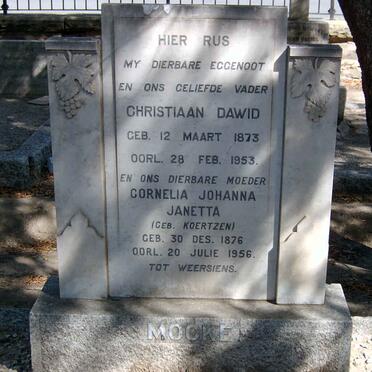 HIER RUS
MY DIERBARE EGGENOOT
EN ONS GELIEFDE VADER
CHRISTIAAN DAWID
GEB. 12 MAART 1873
OORL. 28 FEB. 1953.
EN ONS DIERBARE MOEDER
CORNELIA JOHANNA
JANETTA
(GEB. KOERTZEN)
GEB. 30 DES. 1876
OORL. 20 JULIE 1956.
TOT WEERSIENS.
MOCKE